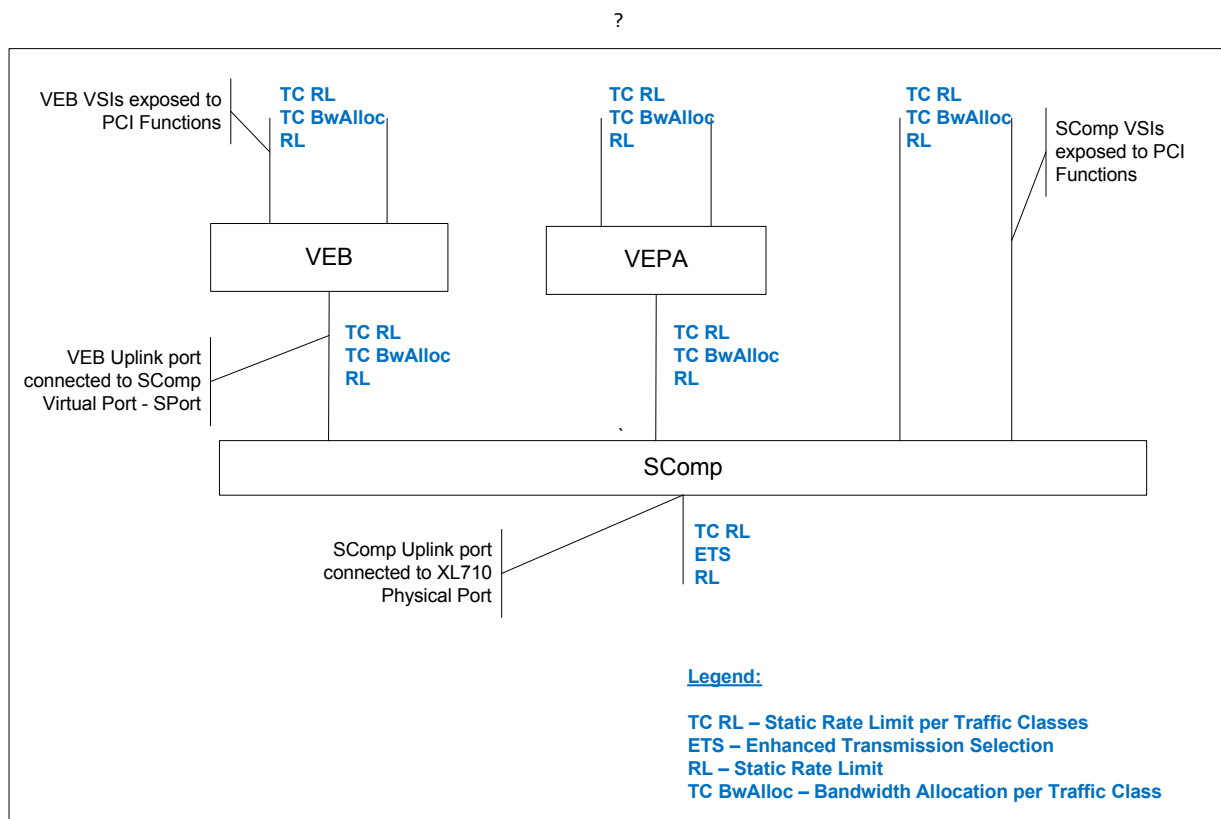 ?
VEB VSIs exposed to
PCI Functions
TC RL
TC BwAlloc
RL
TC RL
TC BwAlloc
RL
TC RL
TC BwAlloc
RL
SComp VSIs
exposed to PCI
Functions
VEB
VEPA
VEB Uplink port
connected to SComp
Virtual Port - SPort
TC RL
TC BwAlloc
RL
TC RL
TC BwAlloc
RL
`
SComp
SComp Uplink port
connected to XL710
Physical Port
TC RL
ETS
RL
Legend:
TC RL – Static Rate Limit per Traffic Classes
ETS – Enhanced Transmission Selection
RL – Static Rate Limit
TC BwAlloc – Bandwidth Allocation per Traffic Class